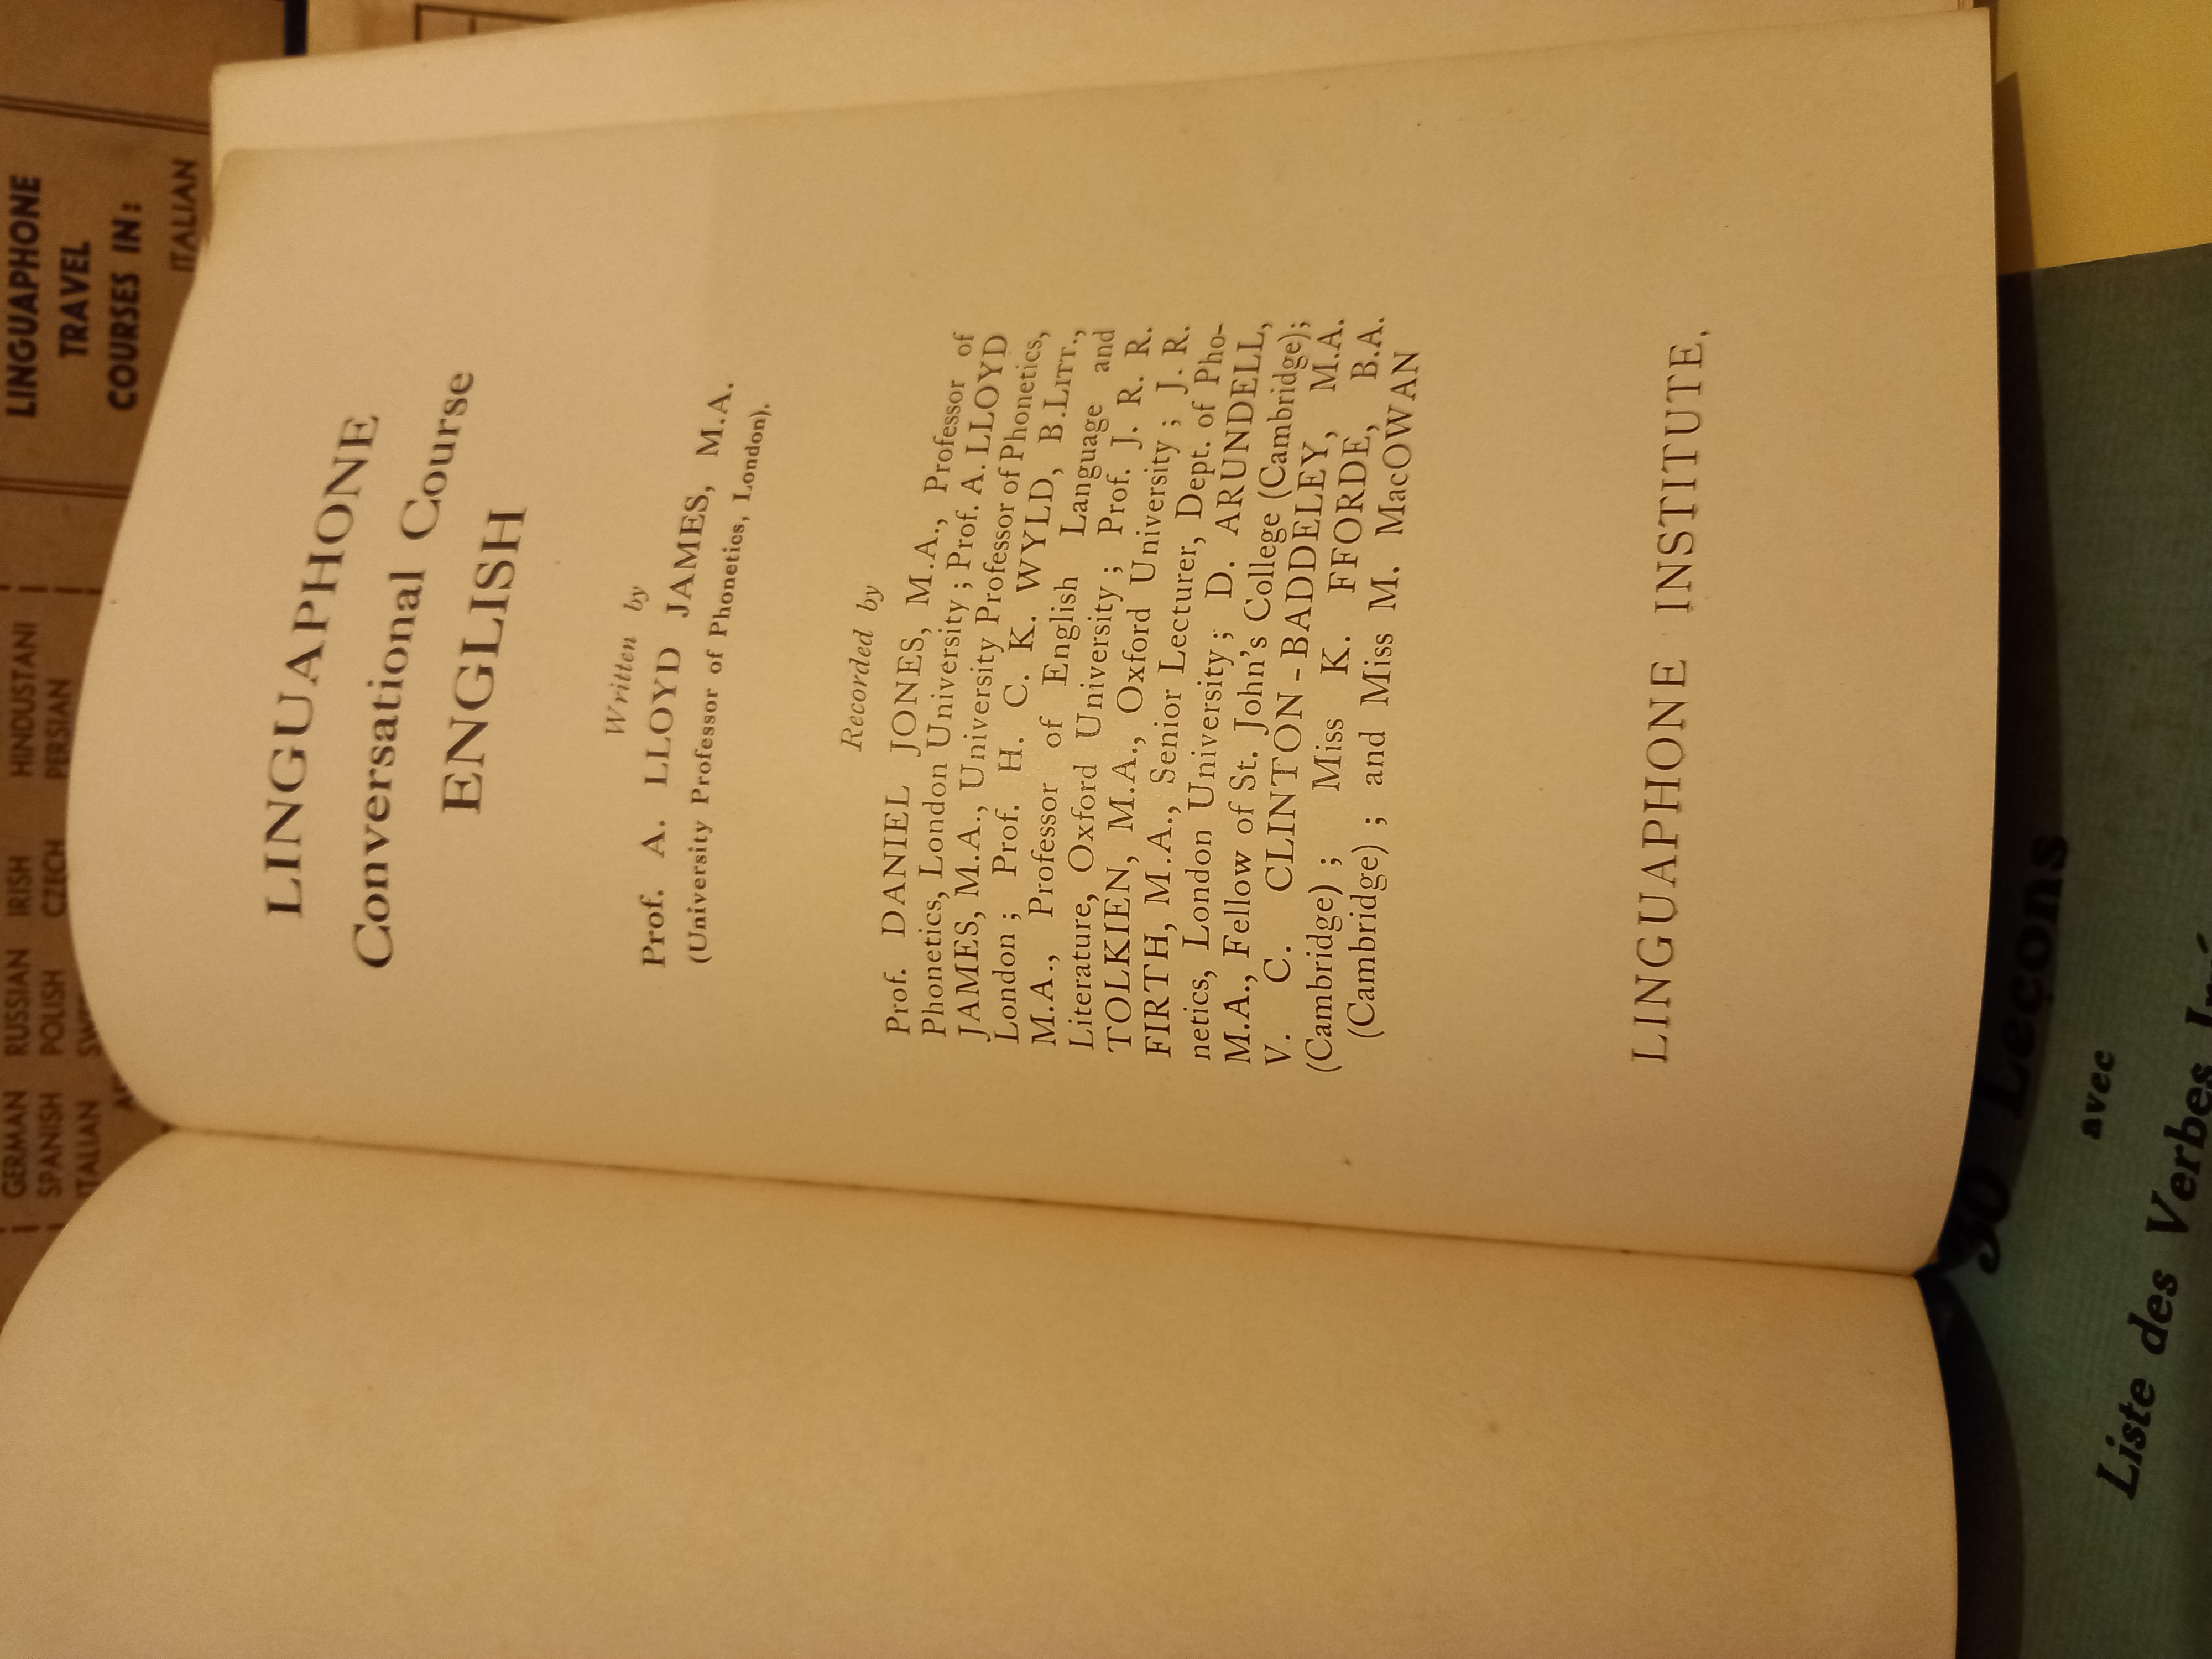 LINGUAPHONE
Conversational Course
ENGLISH
Written by
Prof. A. LLOYD JAMES, M.A.
(University Professor of Phonetics, London).
Recorded by
Prof. DANIEL JONES, M.A., Professor of
Phonetics, London University ; Prof. A. LLOYD
JAMES, M.A., University Professor of Phonetics,
London ; Prof. H. C. K. WYLD, B.LITT.,
M.A., Professor of English Language and
Literature, Oxford University ; Prof. J. R. R.
TOLKIEN, M.A., Oxford University ; J. R.
FIRTH, M.A., Senior Lecturer, Dept. of Pho-
netics, London University ; D. ARUNDELL,
M.A., Fellow of St. John's College (Cambridge);
V. C. CLINTON-BADDELEY, M.A.
(Cambridge) ; Miss K. FFORDE, B.A.
(Cambridge) ; and Miss M. MacOWAN
LINGUAPHONE INSTITUTE,
LINGUAPHONE
TRAVEL
COURSES IN:
ITALIAN
GERMAN RUSSIAN IRISH HINDUSTANI
SPANISH POLISH CZECH PERSIAN
ITALIAN
30 Leçons
avec
Liste des Verbes